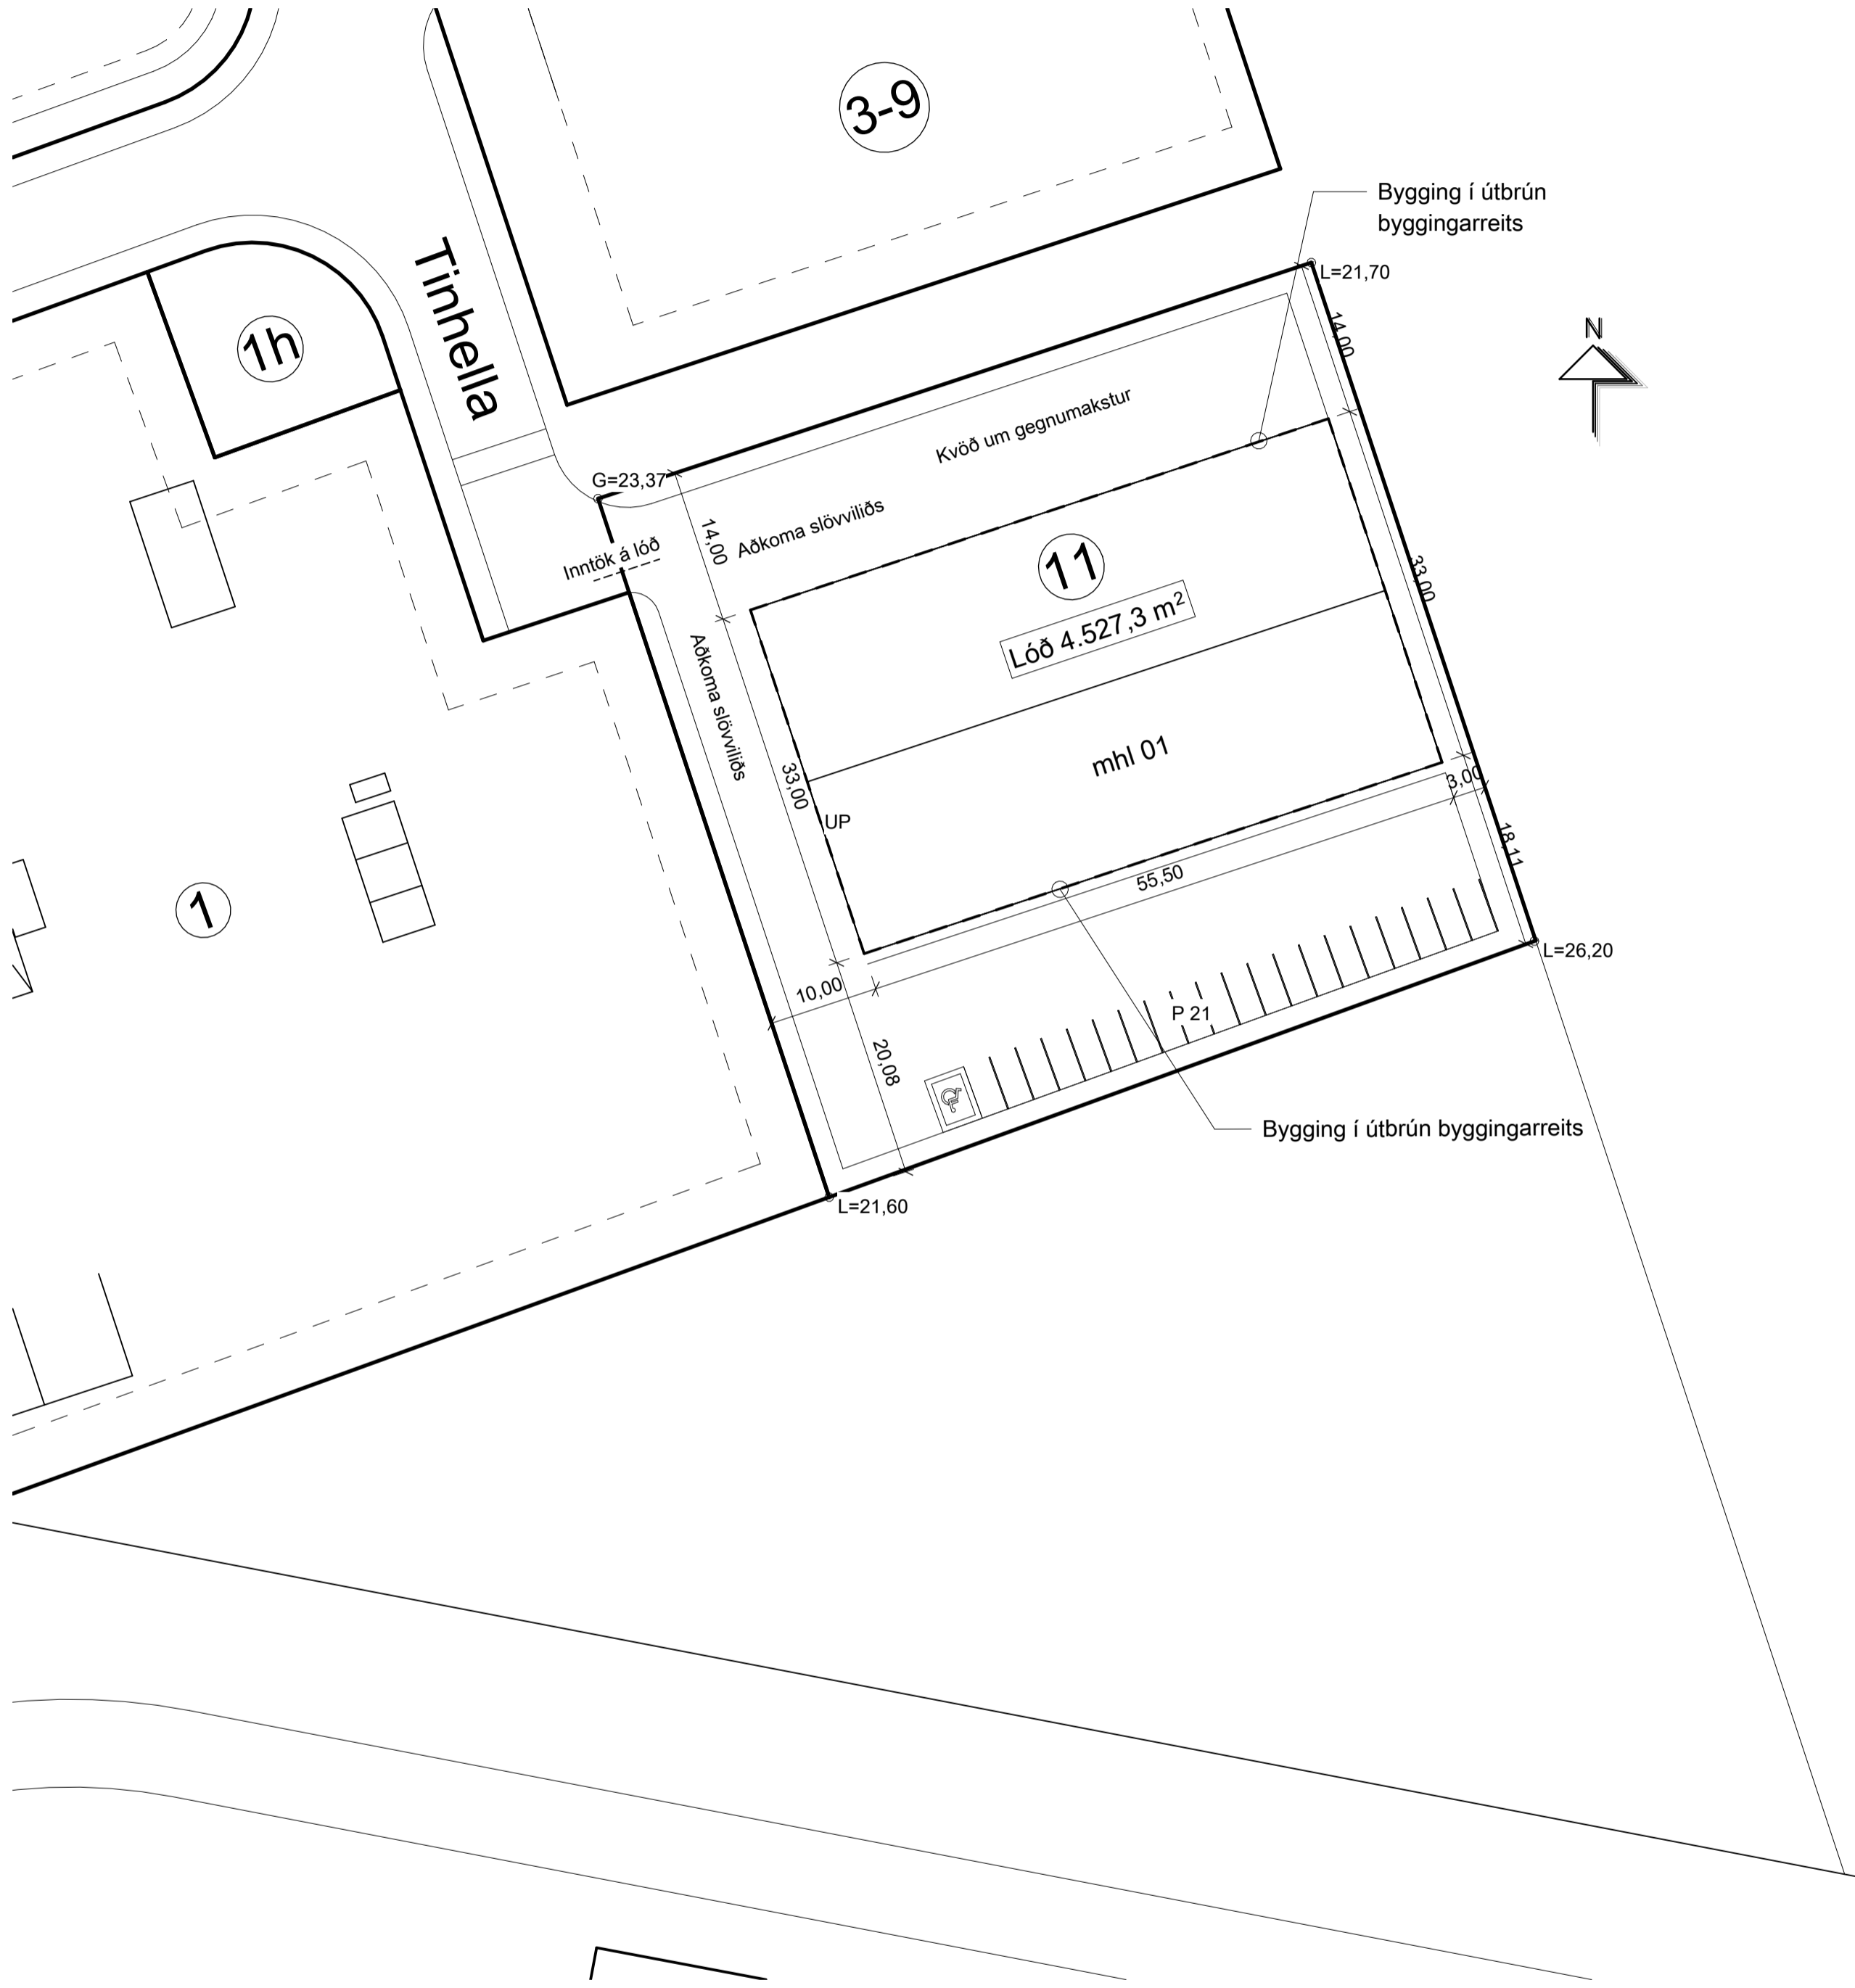 3-9
Bygging í útbrún
byggingarreits
Tinhella
L=21,70
14,00
N
1h
Kvöð um gegnumakstur
G=23,37
14,00
Aðkoma slövviliðs
Inntök á lóð
11
33,00
Lóð 4.527,3 m²
Aðkoma slövviliðs
mhl 01
33,00
3,00
UP
18,11
55,50
1
L=26,20
10,00
P 21
20,08
Bygging í útbrún byggingarreits
L=21,60